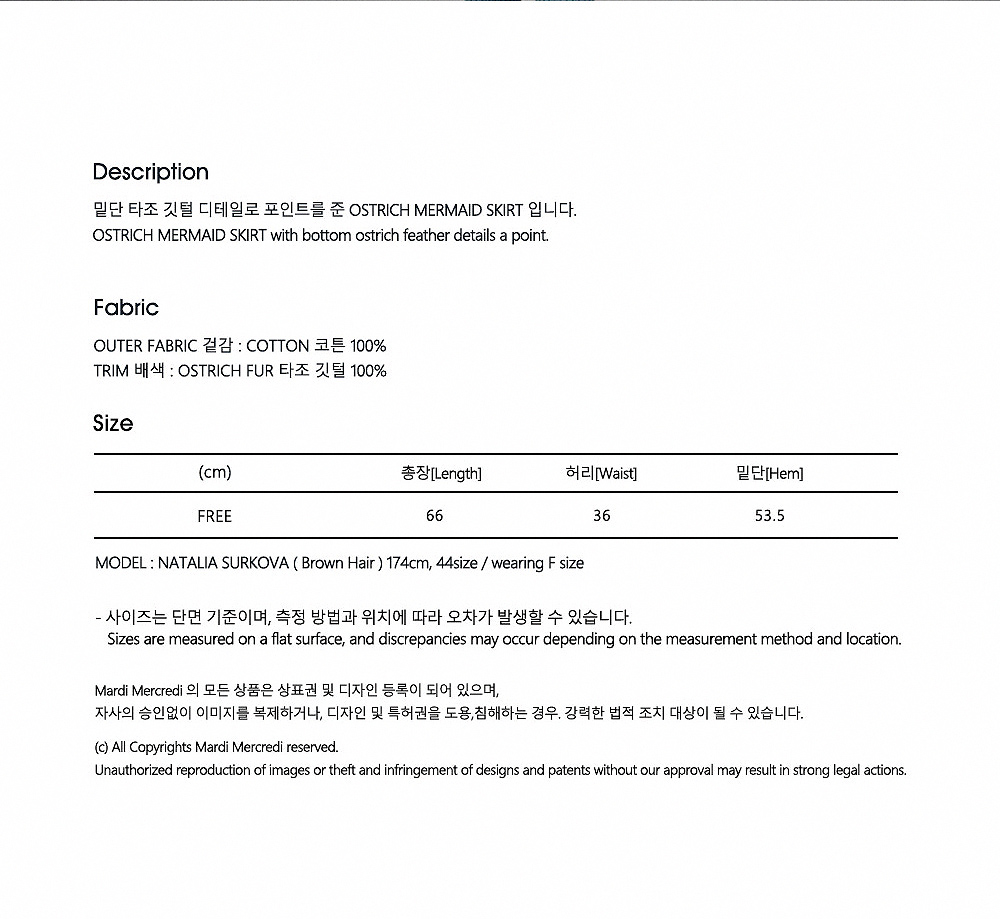 Description
밑단 타조 깃털 디테일로 포인트를 준 OSTRICH MERMAID SKIRT 입니다.
OSTRICH MERMAID SKIRT with bottom ostrich feather details a point.
Fabric
OUTER FABRIC 겉감 : COTTON 코튼 100%
TRIM 배색 : OSTRICH FUR 타조 깃털 100%
Size
(cm) 총장[Length] 허리[Waist] 밑단[Hem]
FREE 66 36 53.5
MODEL : NATALIA SURKOVA ( Brown Hair ) 174cm, 44size / wearing F size
- 사이즈는 단면 기준이며, 측정 방법과 위치에 따라 오차가 발생할 수 있습니다.
Sizes are measured on a flat surface, and discrepancies may occur depending on the measurement method and location.
Mardi Mercredi 의 모든 상품은 상표권 및 디자인 등록이 되어 있으며,
자사의 승인없이 이미지를 복제하거나, 디자인 및 특허권을 도용,침해하는 경우. 강력한 법적 조치 대상이 될 수 있습니다.
(c) All Copyrights Mardi Mercredi reserved.
Unauthorized reproduction of images or theft and infringement of designs and patents without our approval may result in strong legal actions.